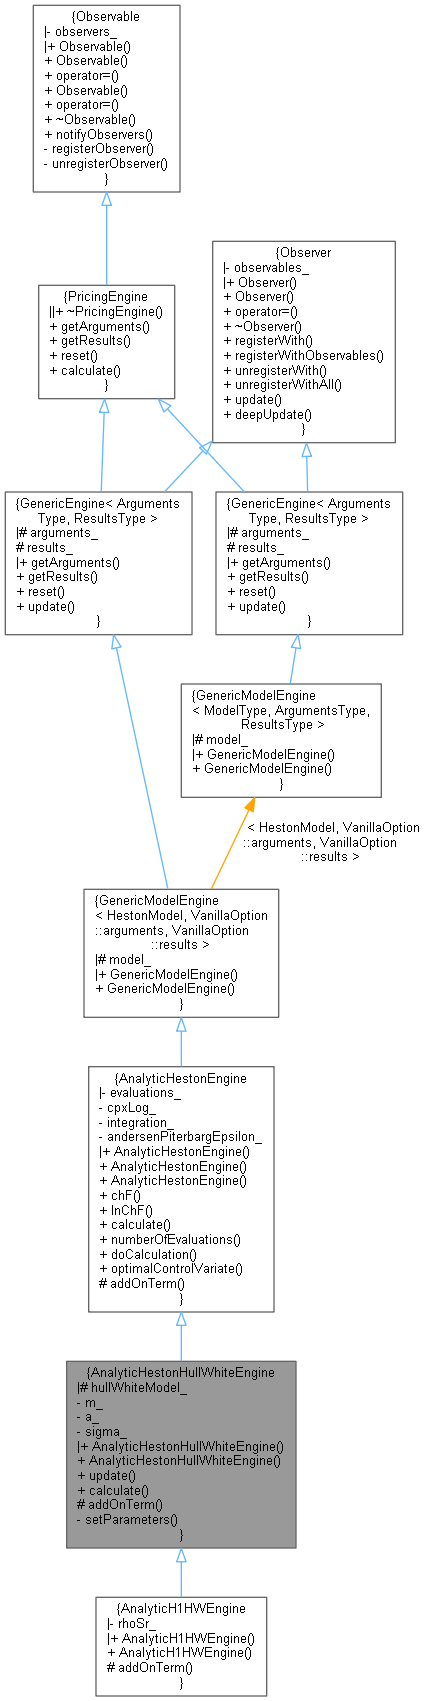 {Observable
|- observers_
|+ Observable()
+ Observable()
+ operator=()
+ Observable()
+ operator=()
+ ~Observable()
+ notifyObservers()
- registerObserver()
- unregisterObserver()
}
{Observer
|- observables_
|+ Observer()
+ Observer()
+ operator=()
+ ~Observer()
+ registerWith()
+ registerWithObservables()
+ unregisterWith()
+ unregisterWithAll()
+ update()
+ deepUpdate()
}
{PricingEngine
||+ ~PricingEngine()
+ getArguments()
+ getResults()
+ reset()
+ calculate()
}
{GenericEngine< Arguments
Type, ResultsType >
|# arguments_
# results_
|+ getArguments()
+ getResults()
+ reset()
+ update()
}
{GenericEngine< Arguments
Type, ResultsType >
|# arguments_
# results_
|+ getArguments()
+ getResults()
+ reset()
+ update()
}
{GenericModelEngine
< ModelType, ArgumentsType,
ResultsType >
|# model_
|+ GenericModelEngine()
+ GenericModelEngine()
}
< HestonModel, VanillaOption
::arguments, VanillaOption
::results >
{GenericModelEngine
< HestonModel, VanillaOption
::arguments, VanillaOption
::results >
|# model_
|+ GenericModelEngine()
+ GenericModelEngine()
}
{AnalyticHestonEngine
|- evaluations_
- cpxLog_
- integration_
- andersenPiterbargEpsilon_
|+ AnalyticHestonEngine()
+ AnalyticHestonEngine()
+ AnalyticHestonEngine()
+ chF()
+ lnChF()
+ calculate()
+ numberOfEvaluations()
+ doCalculation()
+ optimalControlVariate()
# addOnTerm()
}
{AnalyticHestonHullWhiteEngine
|# hullWhiteModel_
- m_
- a_
- sigma_
|+ AnalyticHestonHullWhiteEngine()
+ AnalyticHestonHullWhiteEngine()
+ update()
+ calculate()
# addOnTerm()
- setParameters()
}
{AnalyticH1HWEngine
|- rhoSr_
|+ AnalyticH1HWEngine()
+ AnalyticH1HWEngine()
# addOnTerm()
}